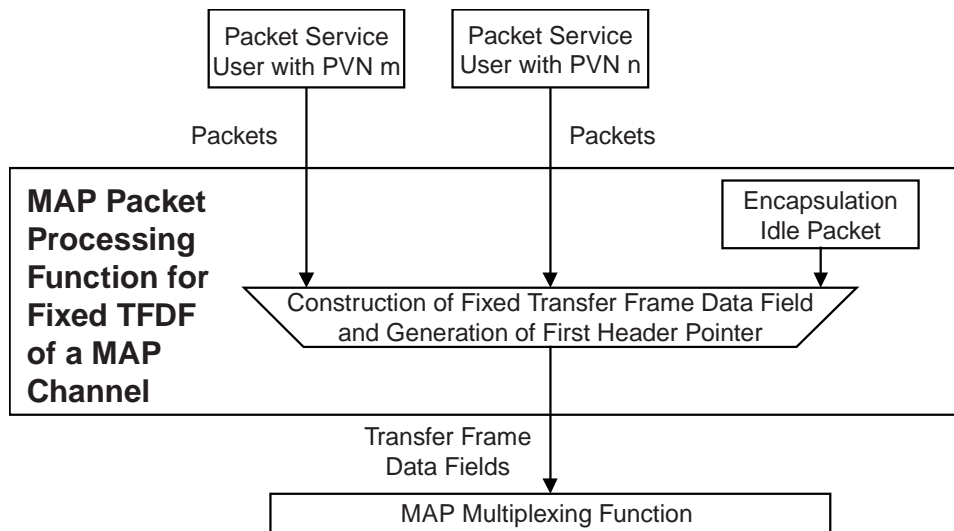 Packet Service
User with PVN m
Packet Service
User with PVN n
Packets
Packets
MAP Packet
Processing
Function for
Fixed TFDF
of a MAP
Channel
Encapsulation
Idle Packet
Construction of Fixed Transfer Frame Data Field
and Generation of First Header Pointer
Transfer Frame
Data Fields
MAP Multiplexing Function